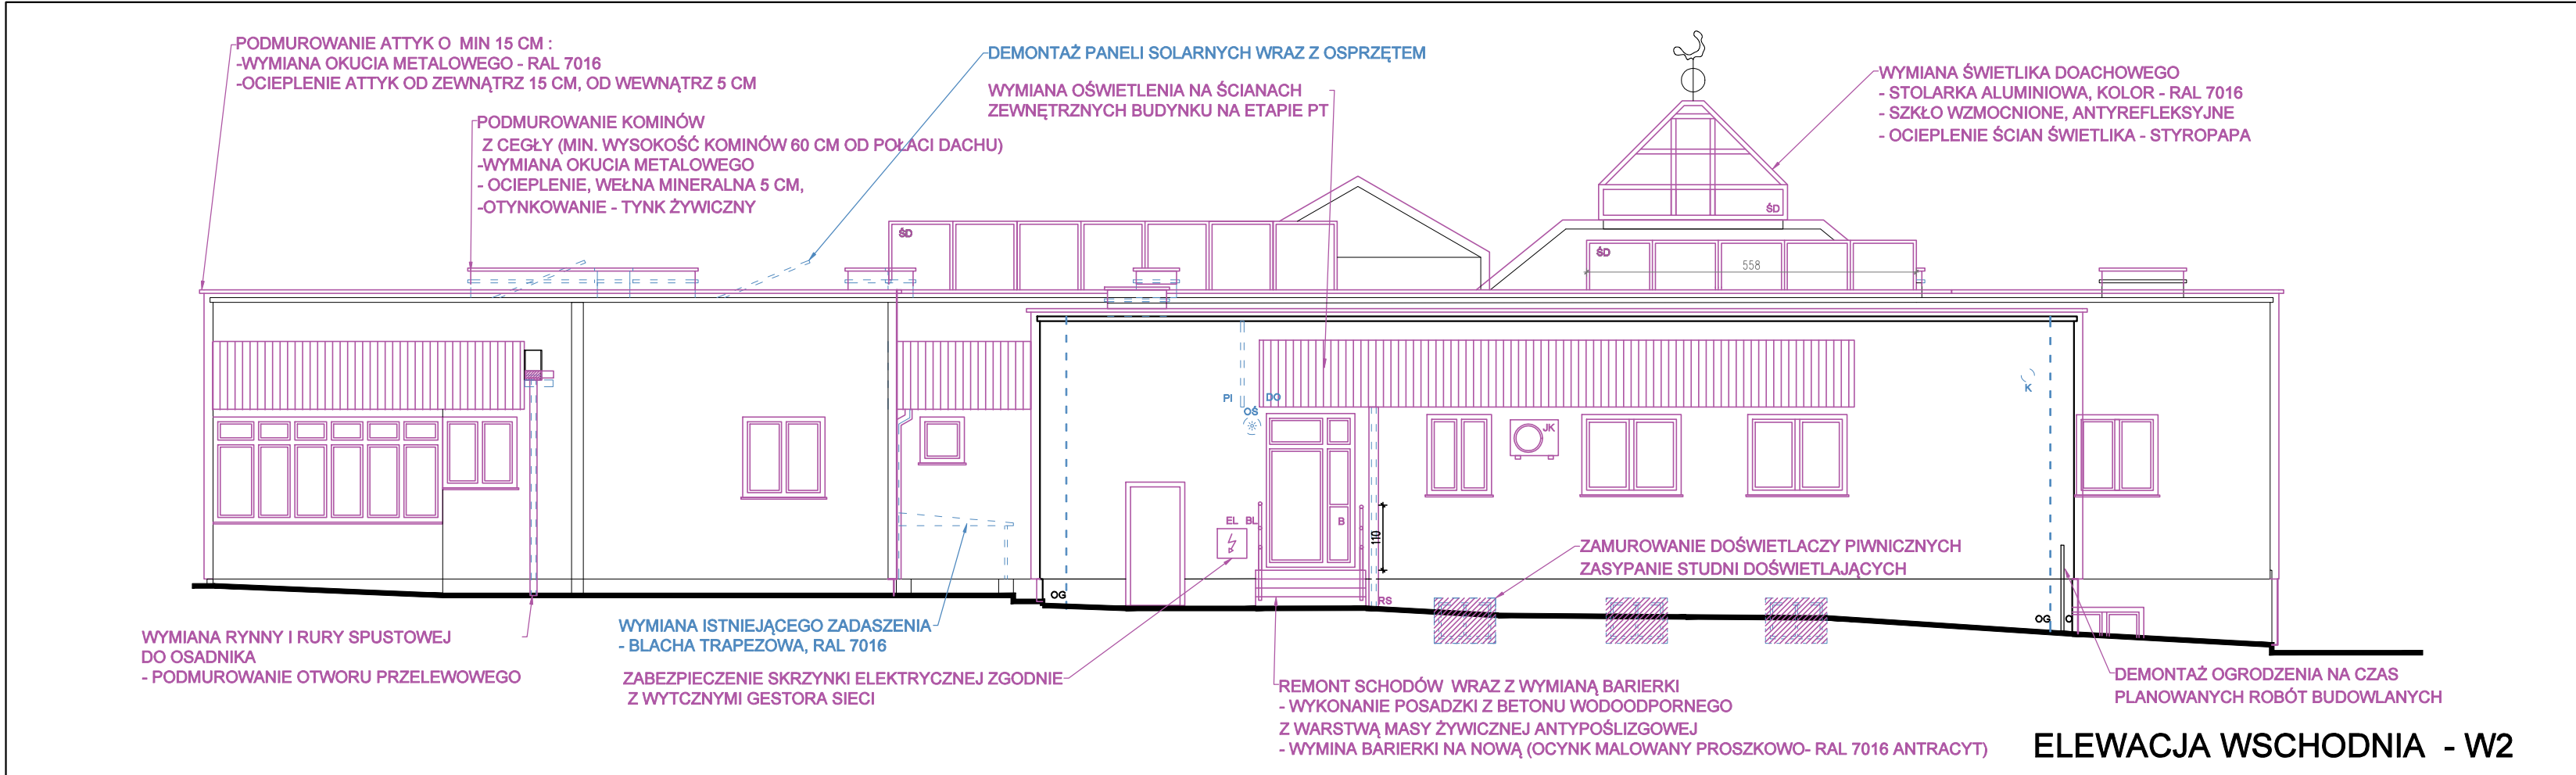 PODMUROWANIE ATTYK O MIN 15 CM :
-WYMIANA OKUCIA METALOWEGO - RAL 7016
-OCIEPLENIE ATTYK OD ZEWNĄTRZ 15 CM, OD WEWNĄTRZ 5 CM
PODMUROWANIE KOMINÓW
Z CEGŁY (MIN. WYSOKOŚĆ KOMINÓW 60 CM OD POŁACI DACHU)
-WYMIANA OKUCIA METALOWEGO
- OCIEPLENIE, WEŁNA MINERALNA 5 CM,
-OTYNKOWANIE - TYNK ŻYWICZNY
DEMONTAŻ PANELI SOLARNYCH WRAZ Z OSPRZĘTEM
WYMIANA OŚWIETLENIA NA ŚCIANACH
ZEWNĘTRZNYCH BUDYNKU NA ETAPIE PT
WYMIANA ŚWIETLIKA DOACHOWEGO
- STOLARKA ALUMINIOWA, KOLOR - RAL 7016
- SZKŁO WZMOCNIONE, ANTYREFLEKSYJNE
- OCIEPLENIE ŚCIAN ŚWIETLIKA - STYROPAPA
ŚD
ŚD
ŚD
558
PI
OŚ
DO
K
JK
EL
BL
B
110
RS
OG
OG
O
ZAMUROWANIE DOŚWIETLACZY PIWNICZNYCH
ZASYPANIE STUDNI DOŚWIETLAJĄCYCH
WYMIANA RYNNY I RURY SPUSTOWEJ
DO OSADNIKA
- PODMUROWANIE OTWORU PRZELEWOWEGO
WYMIANA ISTNIEJĄCEGO ZADASZENIA
- BLACHA TRAPEZOWA, RAL 7016
ZABEZPIECZENIE SKRZYNKI ELEKTRYCZNEJ ZGODNIE
Z WYTCZNYMI GESTORA SIECI
REMONT SCHODÓW WRAZ Z WYMIANĄ BARIERKI
- WYKONANIE POSADZKI Z BETONU WODOODPORNEGO
Z WARSTWĄ MASY ŻYWICZNEJ ANTYPOŚLIZGOWEJ
- WYMINA BARIERKI NA NOWĄ (OCYNK MALOWANY PROSZKOWO- RAL 7016 ANTRACYT)
DEMONTAŻ OGRODZENIA NA CZAS
PLANOWANYCH ROBÓT BUDOWLANYCH
ELEWACJA WSCHODNIA - W2